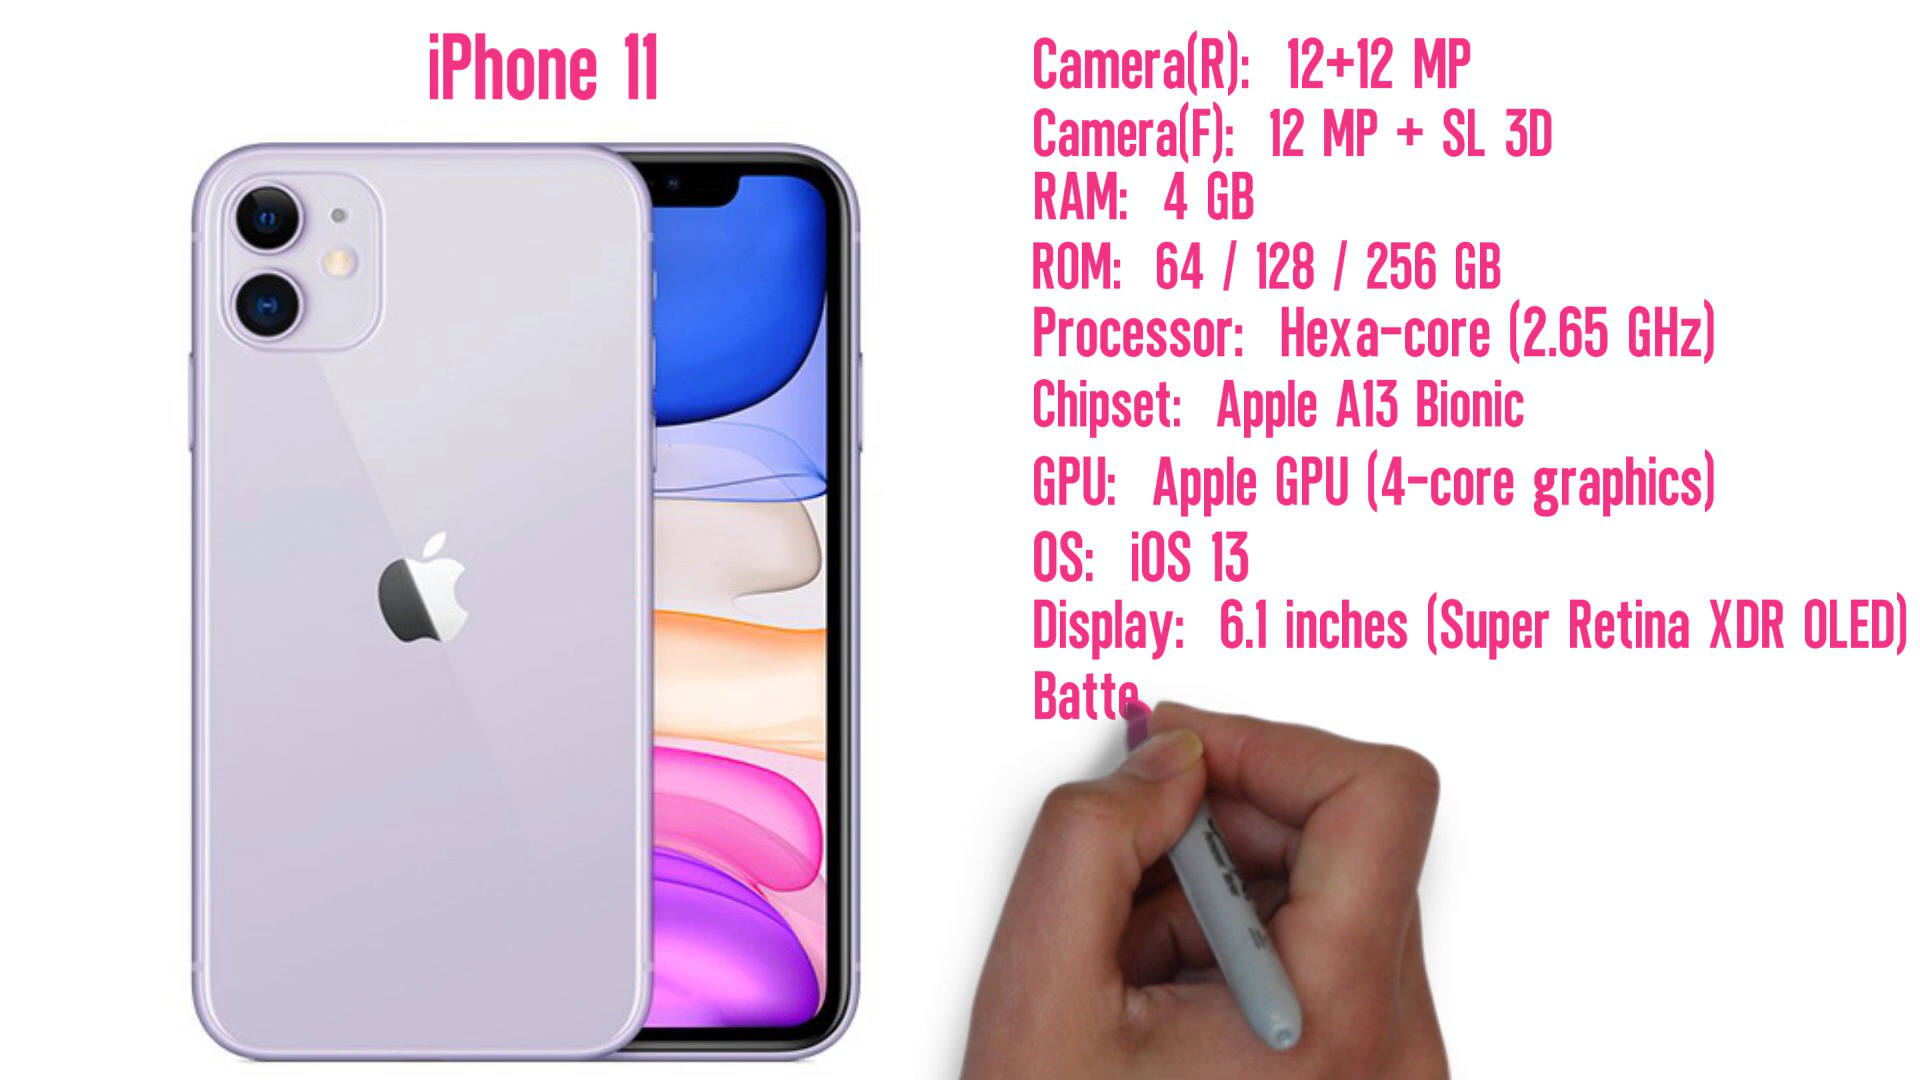 iPhone 11
Camera(R): 12+12 MP
Camera(F): 12 MP + SL 3D
RAM: 4 GB
ROM: 64 / 128 / 256 GB
Processor: Hexa-core (2.65 GHz)
Chipset: Apple A13 Bionic
GPU: Apple GPU (4-core graphics)
OS: iOS 13
Display: 6.1 inches (Super Retina XDR OLED)
Batte